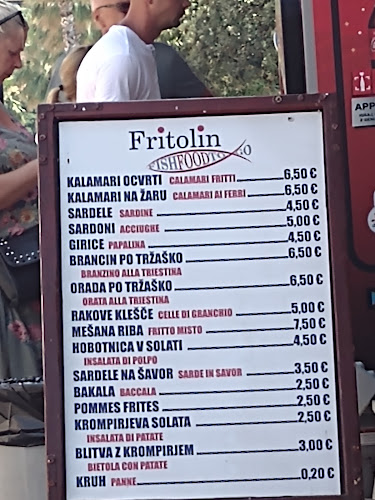 Fritolin
FISHFOODTOGO
KALAMARI OCVRTI CALAMARI FRITTI 6,50 €
KALAMARI NA ŽARU CALAMARI AI FERRI 6,50 €
SARDELE SARDINE 4,50 €
SARDONI ACCIUGHE 5,00 €
GIRICE PAPALINA 4,50 €
BRANCIN PO TRŽAŠKO 6,50 €
BRANZINO ALLA TRIESTINA
ORADA PO TRŽAŠKO 6,50 €
ORATA ALLA TRIESTINA
RAKOVE KLEŠČE CELLE DI GRANCHIO 5,00 €
MEŠANA RIBA FRITTO MISTO 7,50 €
HOBOTNICA V SOLATI 4,50 €
INSALATA DI POLPO
SARDELE NA ŠAVOR SARDE IN SAVOR 3,50 €
BAKALA BACCALA 2,50 €
POMMES FRITES 2,50 €
KROMPIRJEVA SOLATA 2,50 €
INSALATA DI PATATE
BLITVA Z KROMPIRJEM 3,00 €
BIETOLA CON PATATE
KRUH PANNE 0,20 €